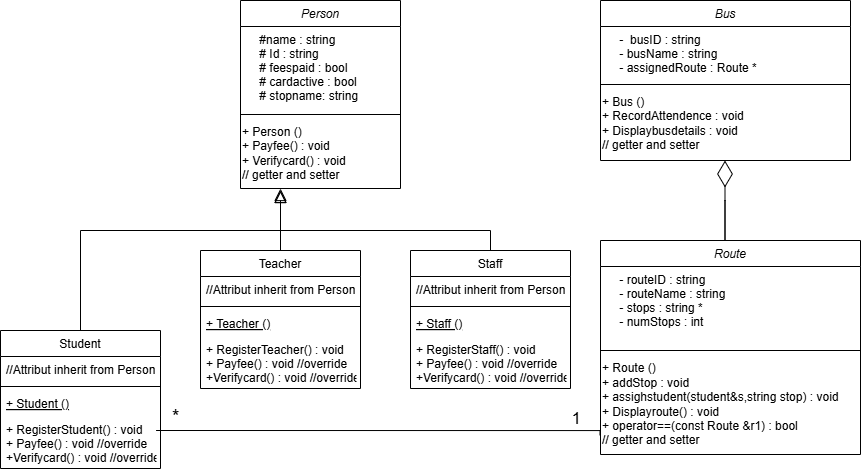 Person
#name : string
# Id : string
# feespaid : bool
# cardactive : bool
# stopname: string
+ Person ()
+ Payfee() : void
+ Verifycard() : void
// getter and setter
Bus
- busID : string
- busName : string
- assignedRoute : Route *
+ Bus ()
+ RecordAttendence : void
+ Displaybusdetails : void
// getter and setter
Teacher
//Attribut inherit from Person
+ Teacher ()
+ RegisterTeacher() : void
+ Payfee() : void //override
+Verifycard() : void //override
Staff
//Attribut inherit from Person
+ Staff ()
+ RegisterStaff() : void
+ Payfee() : void //override
+Verifycard() : void //override
Route
- routeID : string
- routeName : string
- stops : string *
- numStops : int
+ Route ()
+ addStop : void
+ assighstudent(student&s,string stop) : void
+ Displayroute() : void
+ operator==(const Route &r1) : bool
// getter and setter
Student
//Attribut inherit from Person
+ Student ()
+ RegisterStudent() : void
+ Payfee() : void //override
+Verifycard() : void //override
*
1